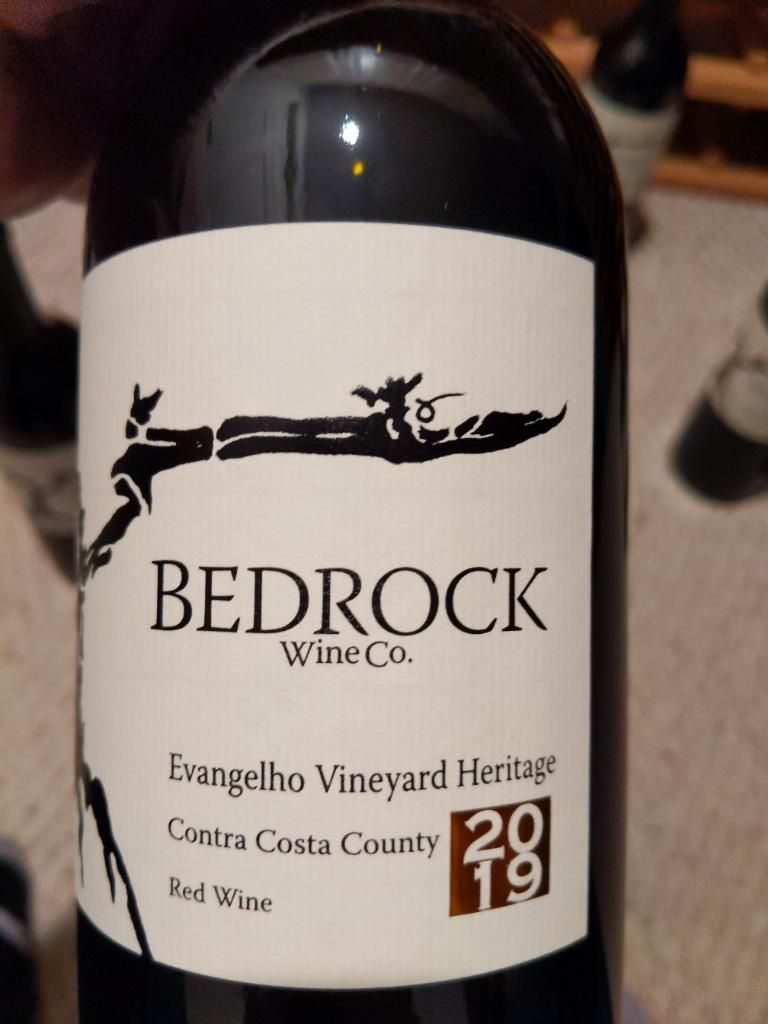 BEDROCK
Wine Co.
Evangelho Vineyard Heritage
Contra Costa County
Red Wine
20
19